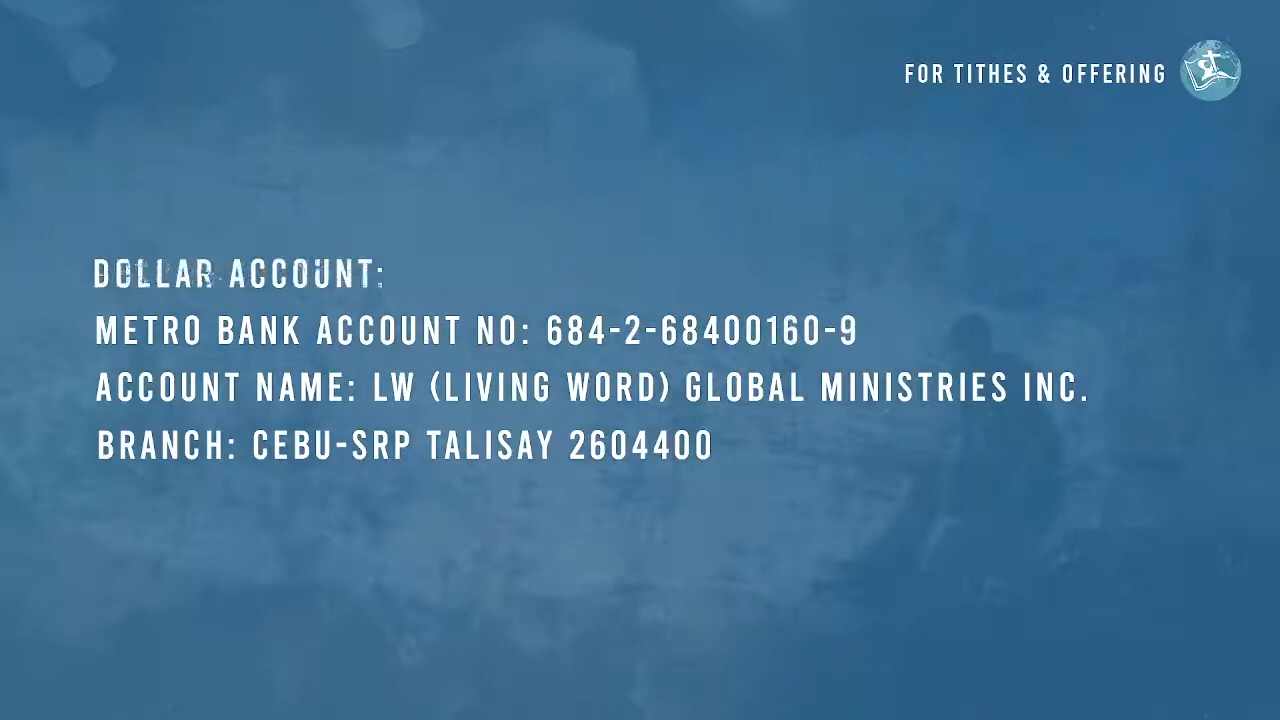 FOR TITHES & OFFERING
DOLLAR ACCOUNT:
METRO BANK ACCOUNT NO: 684-2-68400160-9
ACCOUNT NAME: LW (LIVING WORD) GLOBAL MINISTRIES INC.
BRANCH: CEBU-SRP TALISAY 2604400